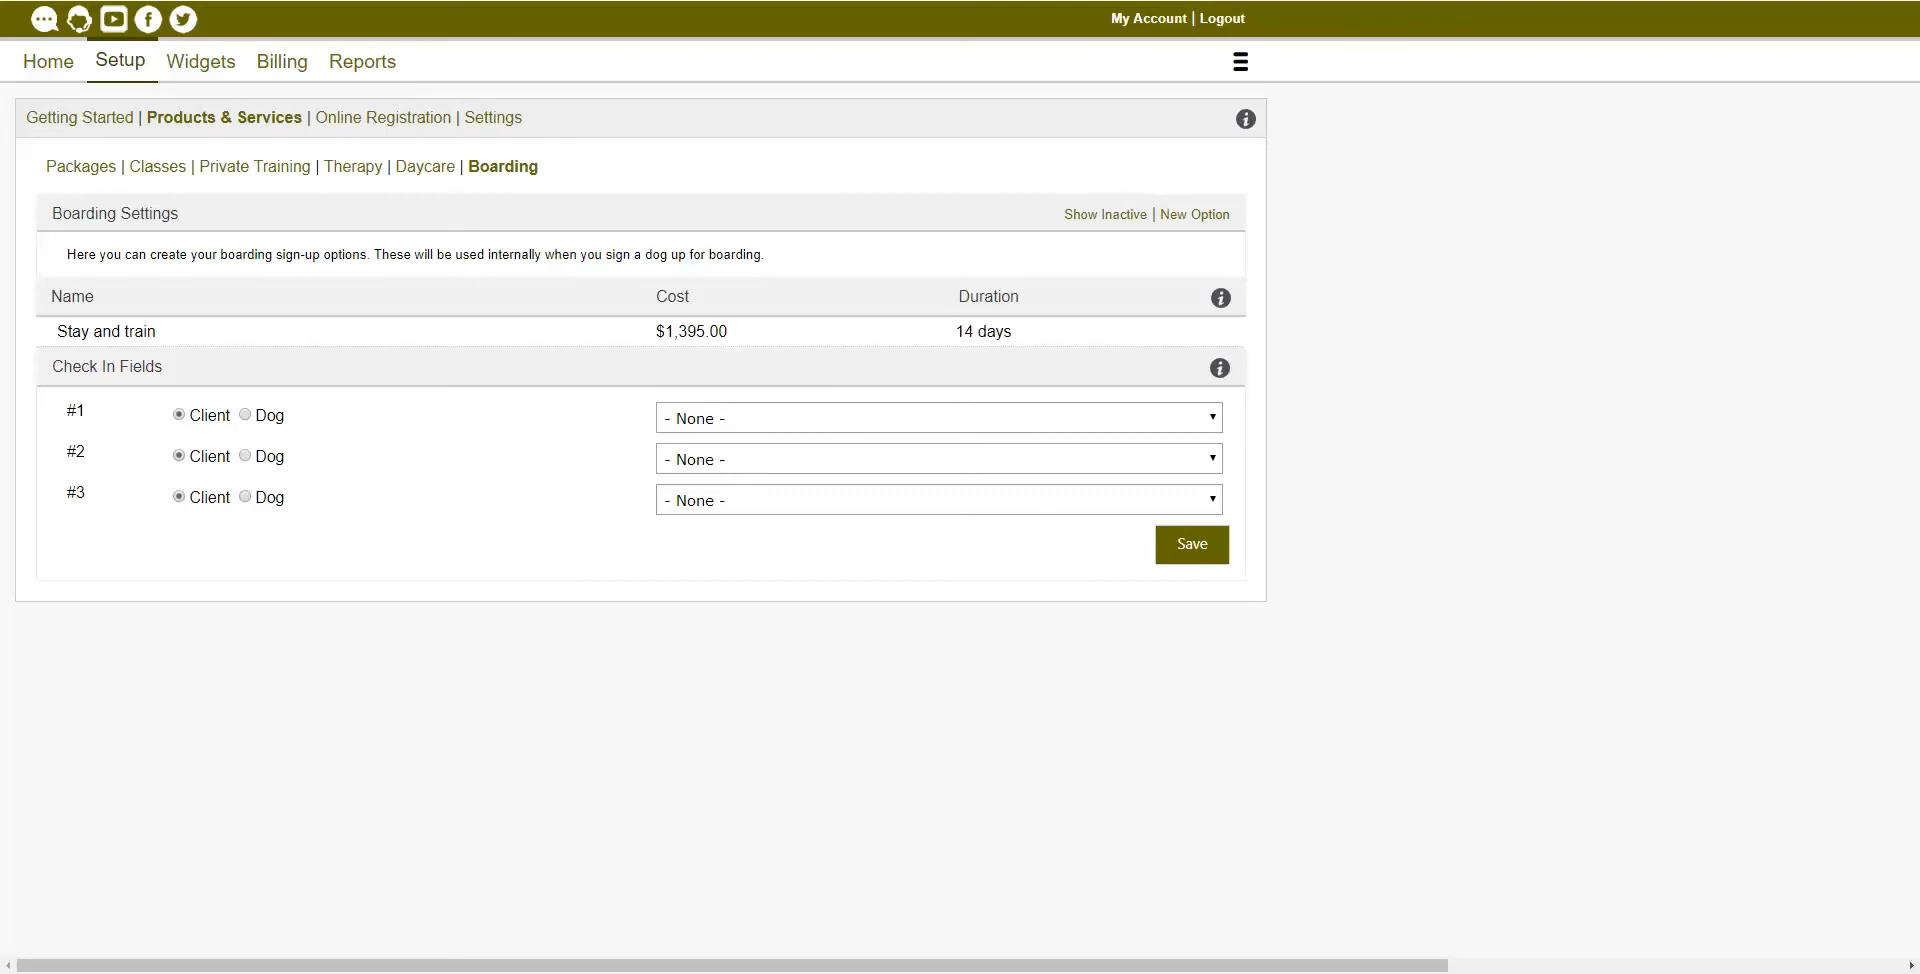 My Account | Logout
Home Setup Widgets Billing Reports
Getting Started | Products & Services | Online Registration | Settings
Packages | Classes | Private Training | Therapy | Daycare | Boarding
Boarding Settings Show Inactive | New Option
Here you can create your boarding sign-up options. These will be used internally when you sign a dog up for boarding.
Name Cost Duration
Stay and train $1,395.00 14 days
Check In Fields
#1 Client Dog - None -
#2 Client Dog - None -
#3 Client Dog - None -
Save